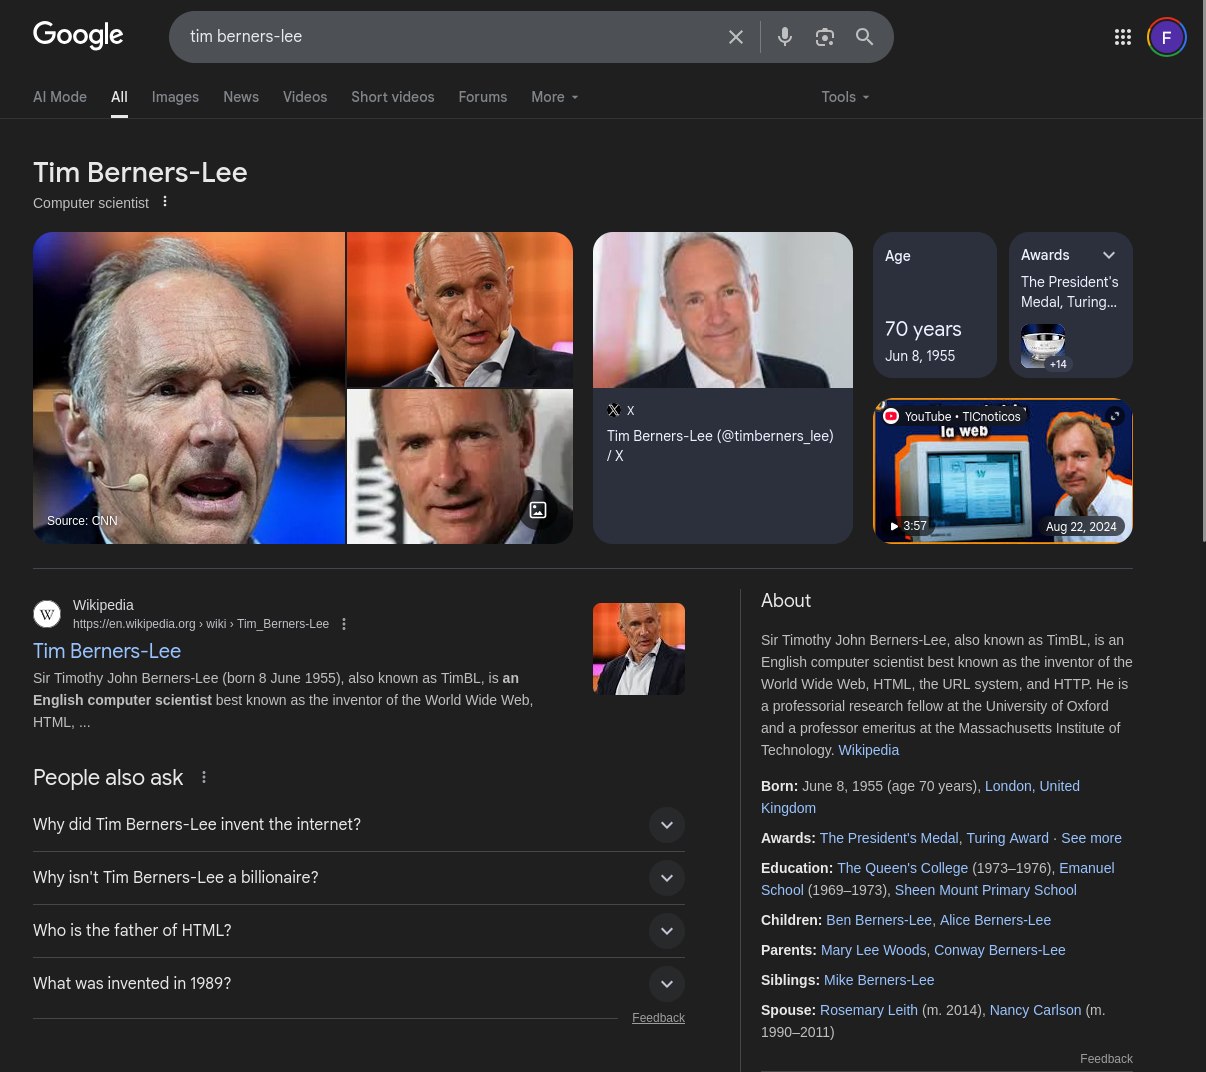 Google
tim berners-lee
F
AI Mode
All
Images
News
Videos
Short videos
Forums
More
Tools
Tim Berners-Lee
Computer scientist
Source: CNN
X
Tim Berners-Lee (@timberners_lee)
/ X
Age
70 years
Jun 8, 1955
Awards
The President's
Medal, Turing...
+14
YouTube • TICnoticos
la web
3:57
Aug 22, 2024
W
Wikipedia
https://en.wikipedia.org › wiki › Tim_Berners-Lee
Tim Berners-Lee
Sir Timothy John Berners-Lee (born 8 June 1955), also known as TimBL, is an
English computer scientist best known as the inventor of the World Wide Web,
HTML, ...
People also ask
Why did Tim Berners-Lee invent the internet?
Why isn't Tim Berners-Lee a billionaire?
Who is the father of HTML?
What was invented in 1989?
Feedback
About
Sir Timothy John Berners-Lee, also known as TimBL, is an
English computer scientist best known as the inventor of the
World Wide Web, HTML, the URL system, and HTTP. He is
a professorial research fellow at the University of Oxford
and a professor emeritus at the Massachusetts Institute of
Technology. Wikipedia
Born: June 8, 1955 (age 70 years), London, United
Kingdom
Awards: The President's Medal, Turing Award · See more
Education: The Queen's College (1973–1976), Emanuel
School (1969–1973), Sheen Mount Primary School
Children: Ben Berners-Lee, Alice Berners-Lee
Parents: Mary Lee Woods, Conway Berners-Lee
Siblings: Mike Berners-Lee
Spouse: Rosemary Leith (m. 2014), Nancy Carlson (m.
1990–2011)
Feedback